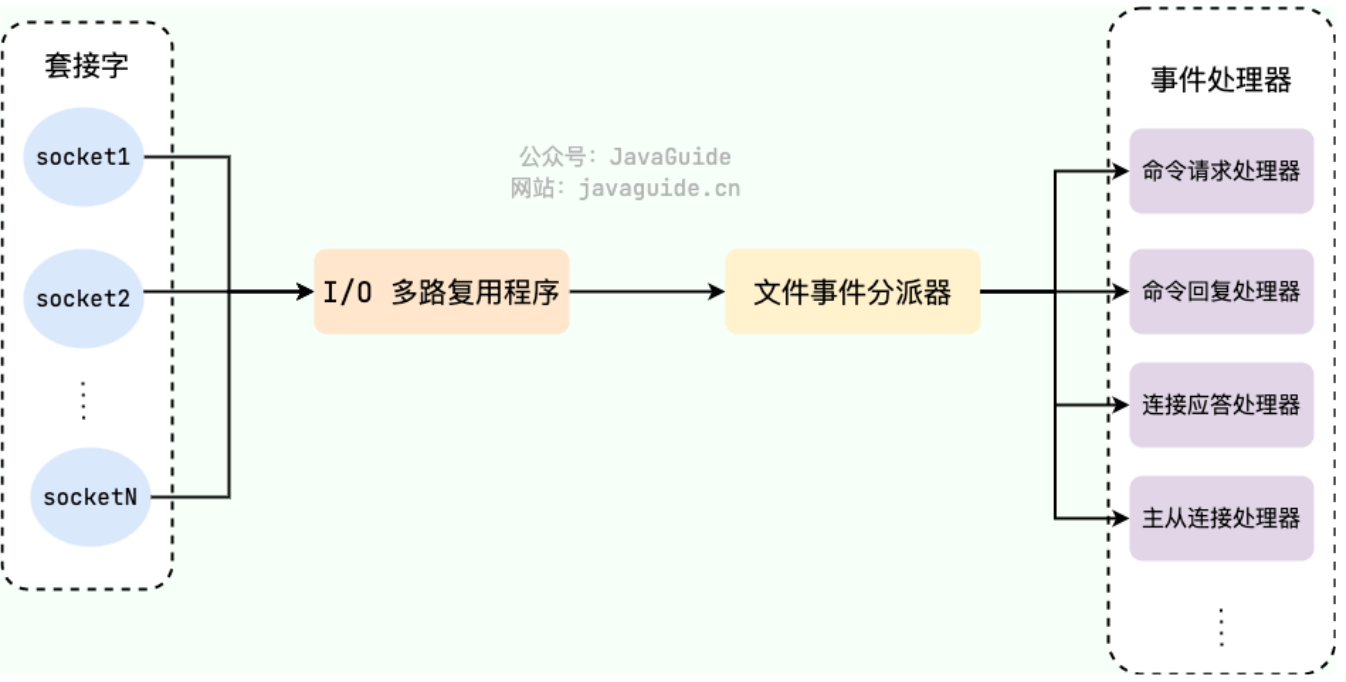 套接字
socket1
socket2
socketN
公众号：JavaGuide
网站：javaguide.cn
I/O 多路复用程序
文件事件分派器
事件处理器
命令请求处理器
命令回复处理器
连接应答处理器
主从连接处理器